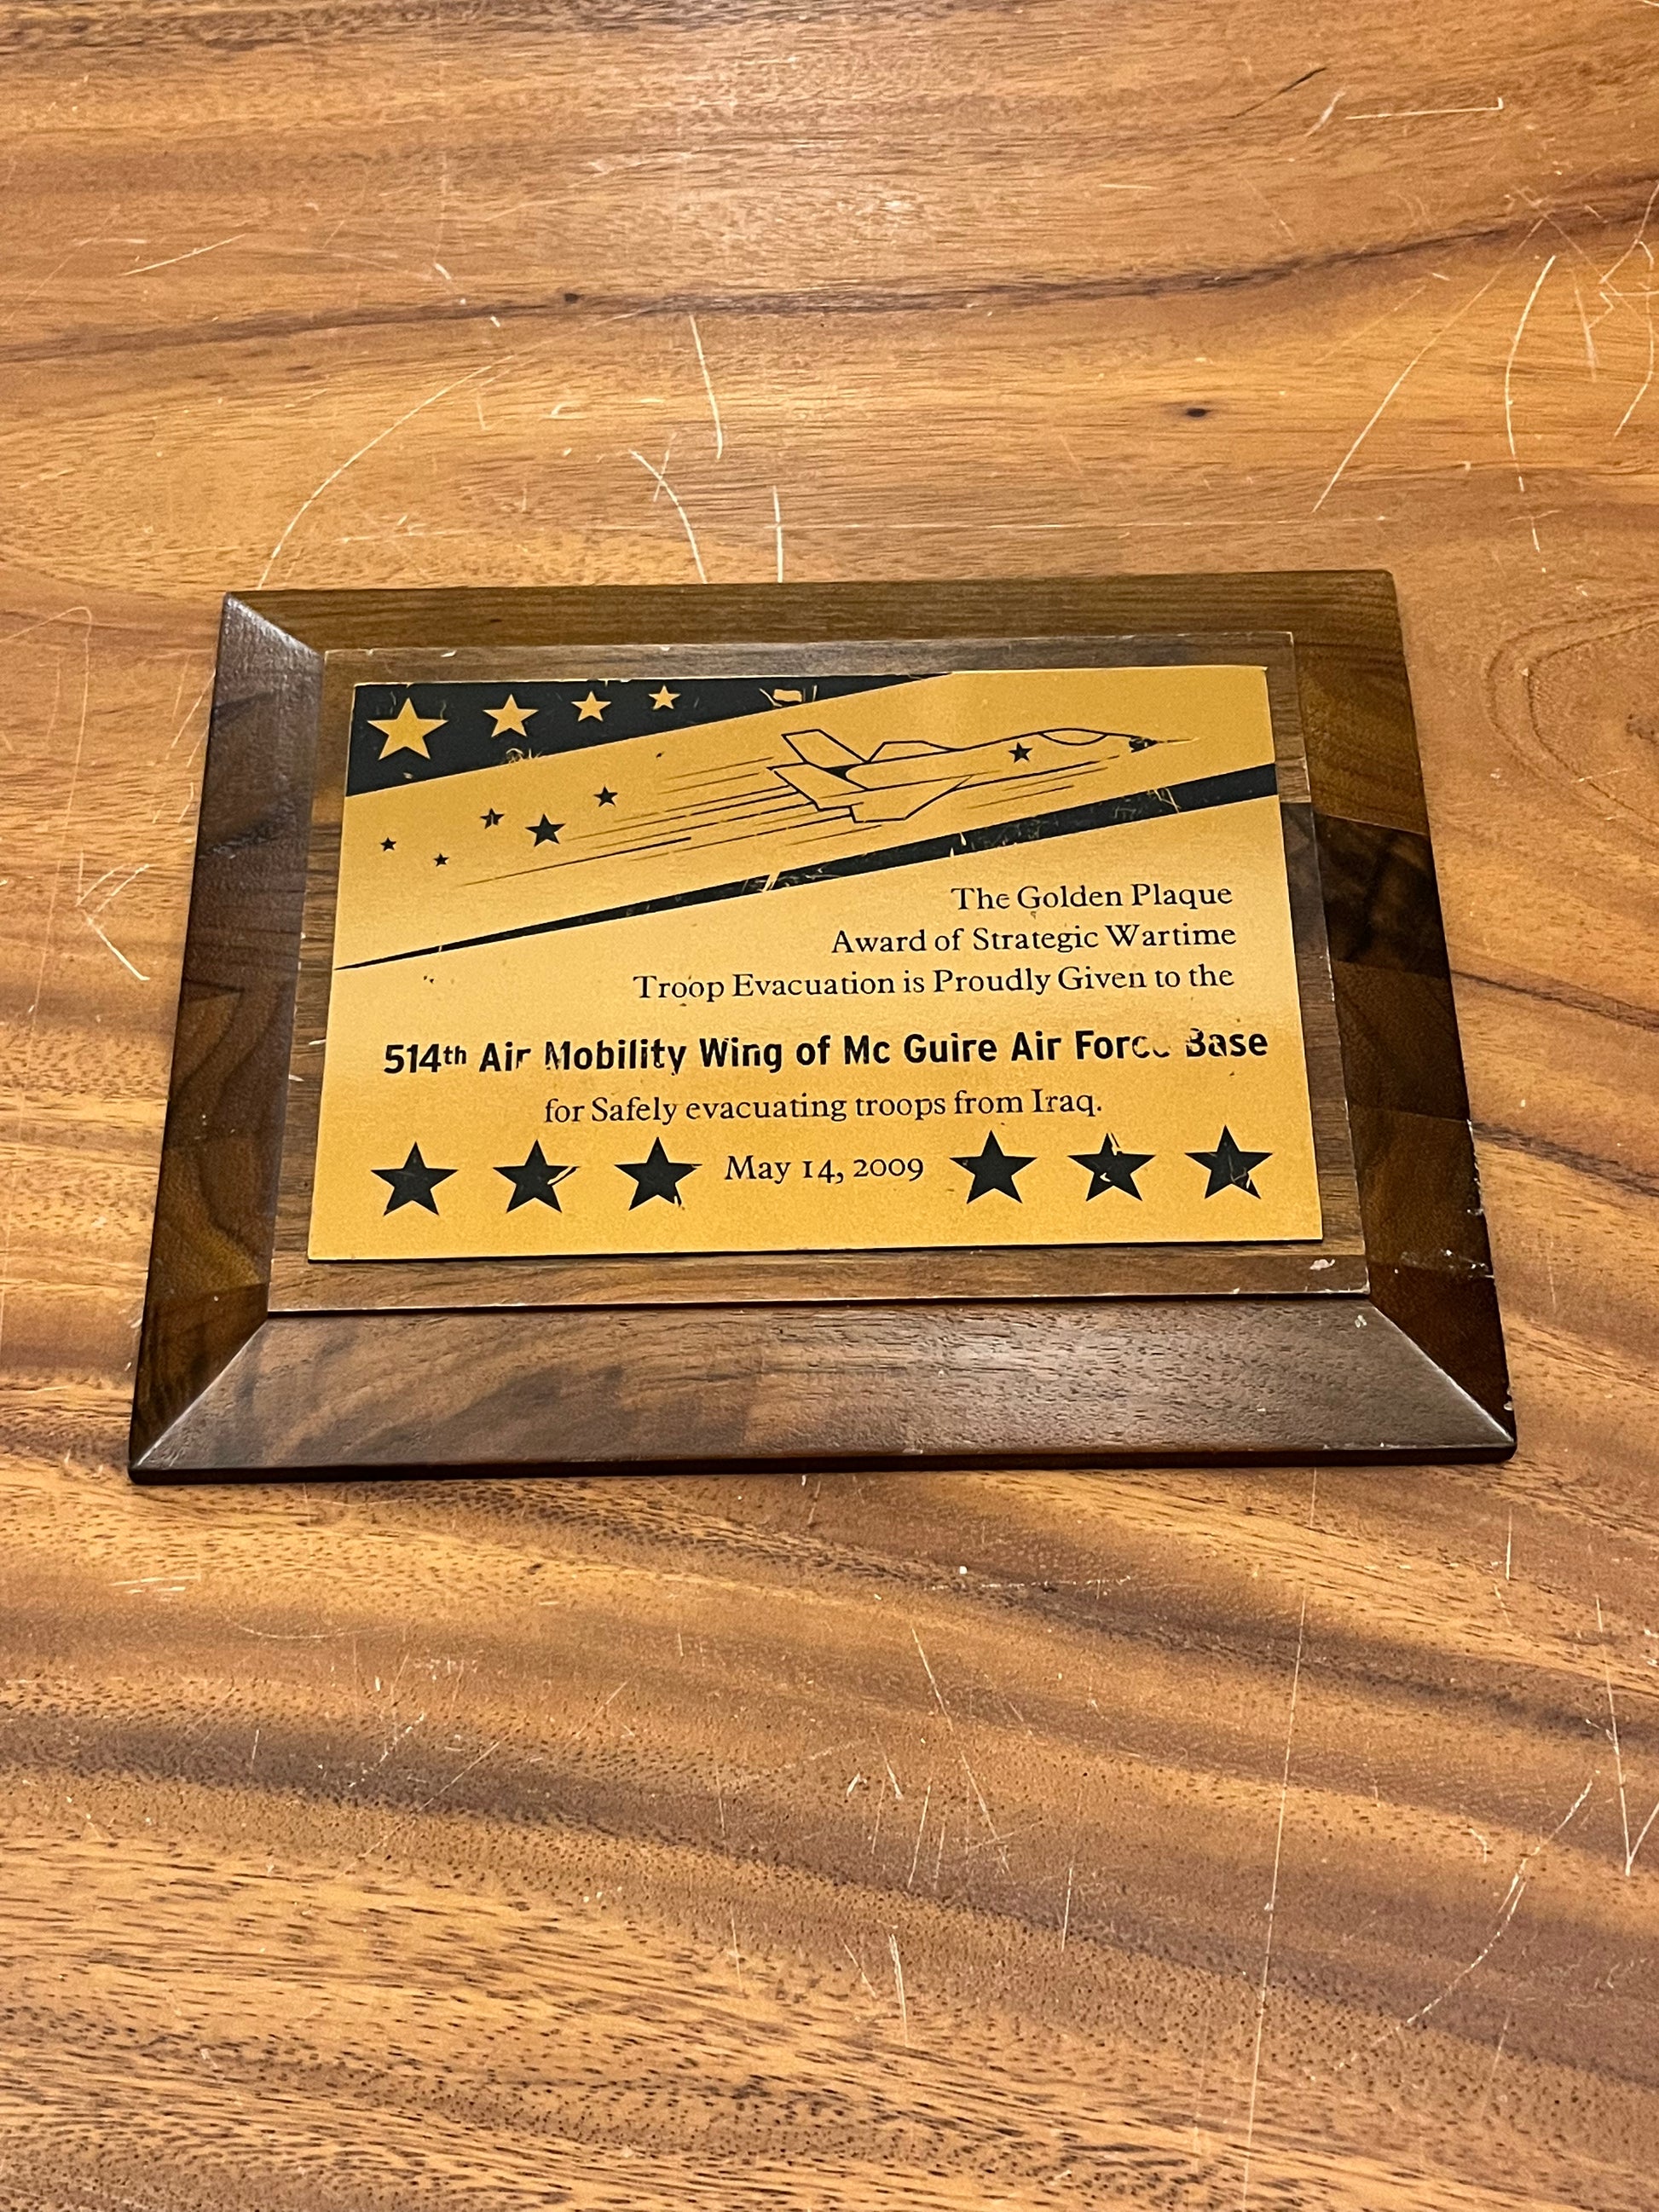 The Golden Plaque
Award of Strategic Wartime
Troop Evacuation is Proudly Given to the
514th Air Mobility Wing of Mc Guire Air Force Base
for Safely evacuating troops from Iraq.
May 14, 2009